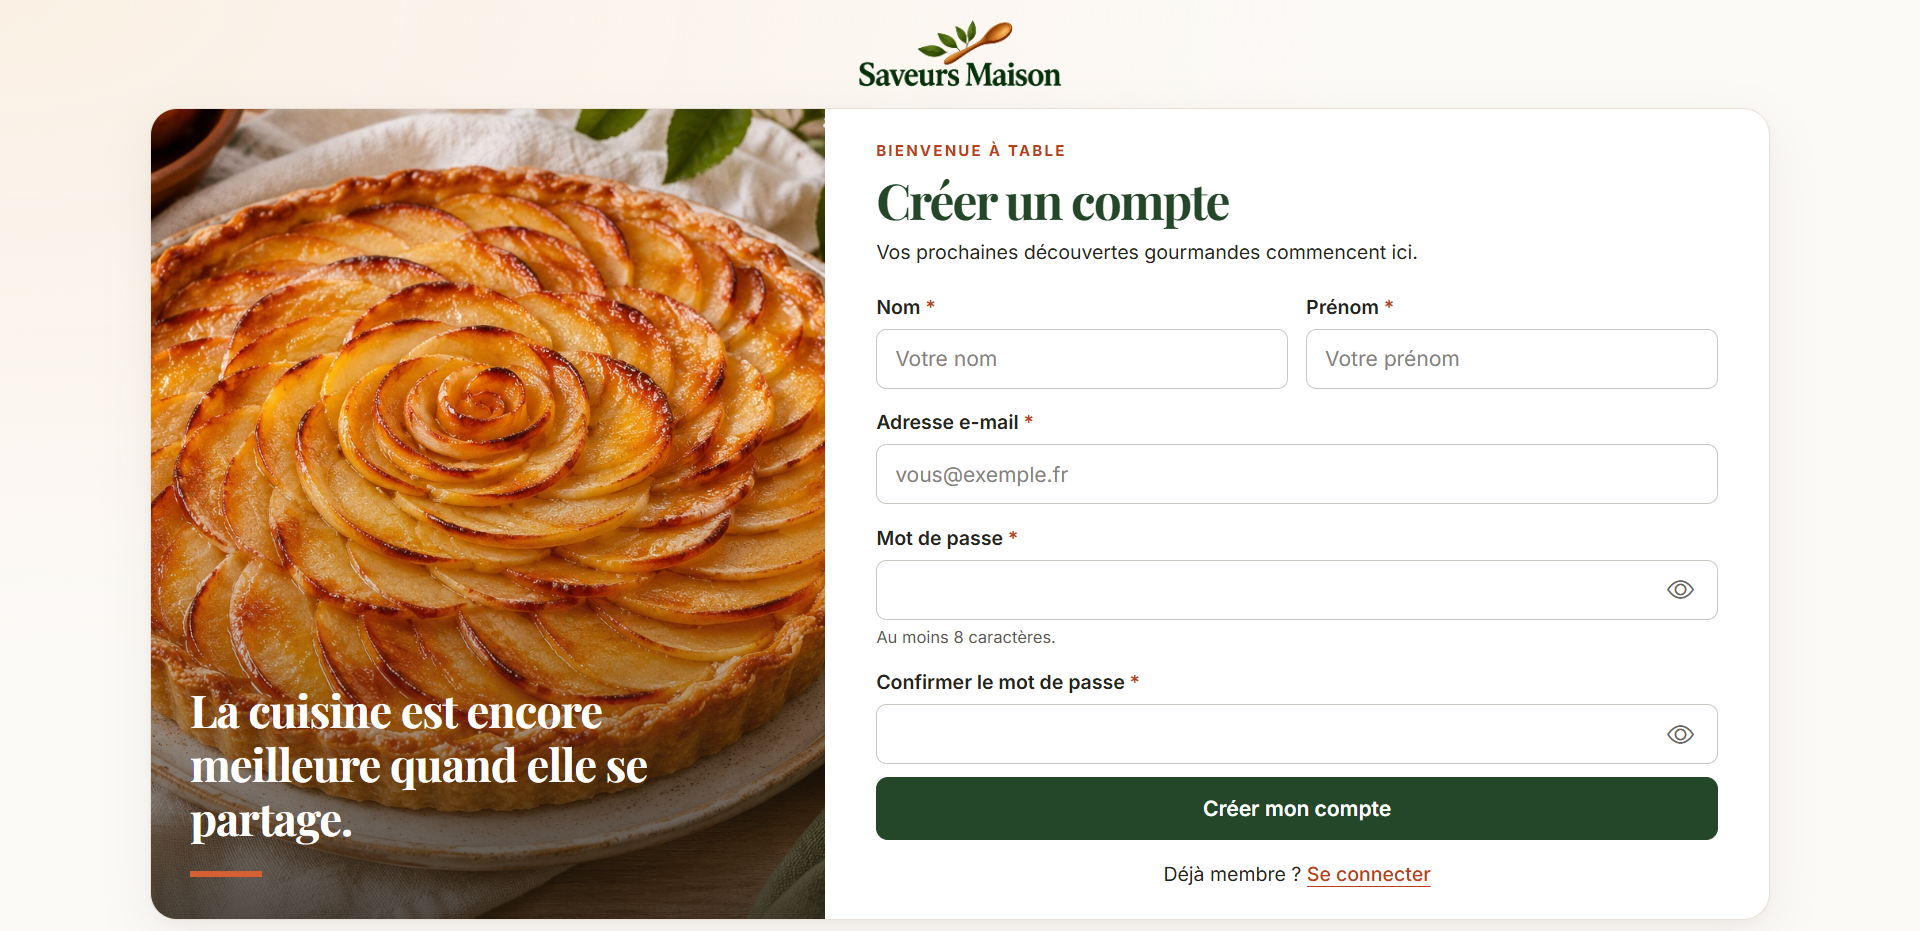 Saveurs Maison
La cuisine est encore
meilleure quand elle se
partage.
BIENVENUE À TABLE
Créer un compte
Vos prochaines découvertes gourmandes commencent ici.
Nom *
Prénom *
Votre nom
Votre prénom
Adresse e-mail *
vous@exemple.fr
Mot de passe *
Au moins 8 caractères.
Confirmer le mot de passe *
Créer mon compte
Déjà membre ? Se connecter